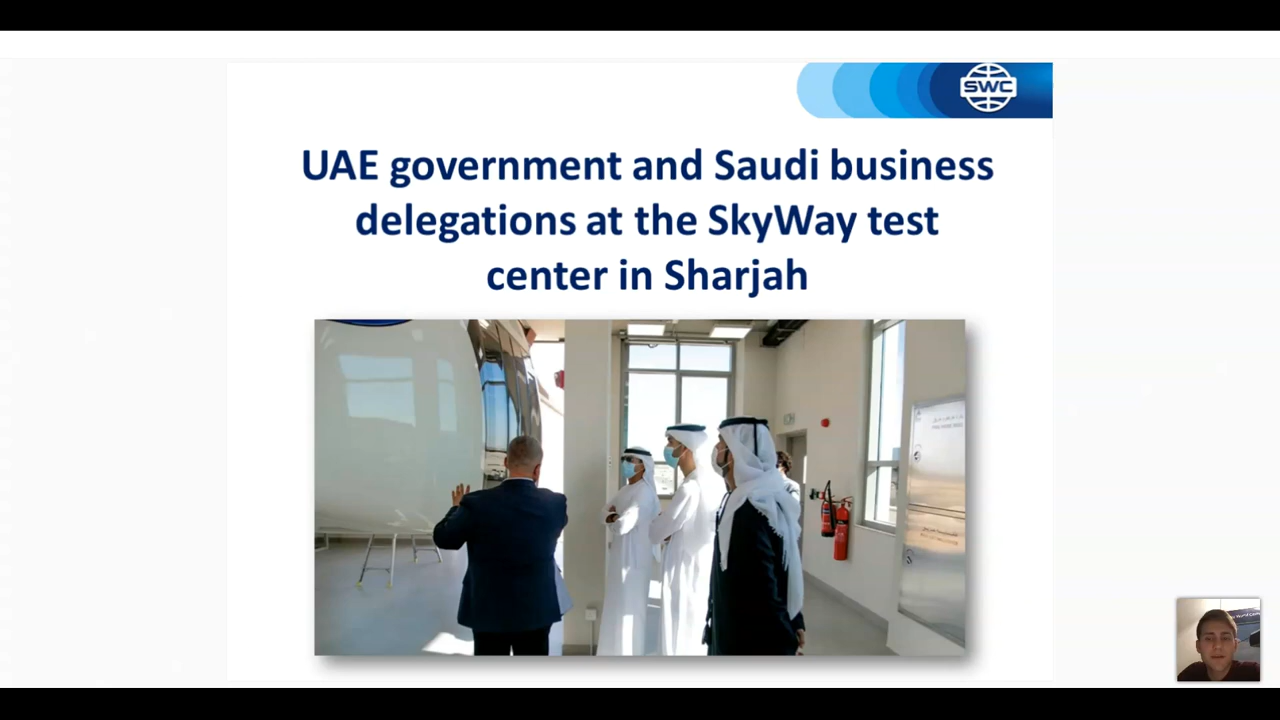 SWC
UAE government and Saudi business
delegations at the SkyWay test
center in Sharjah